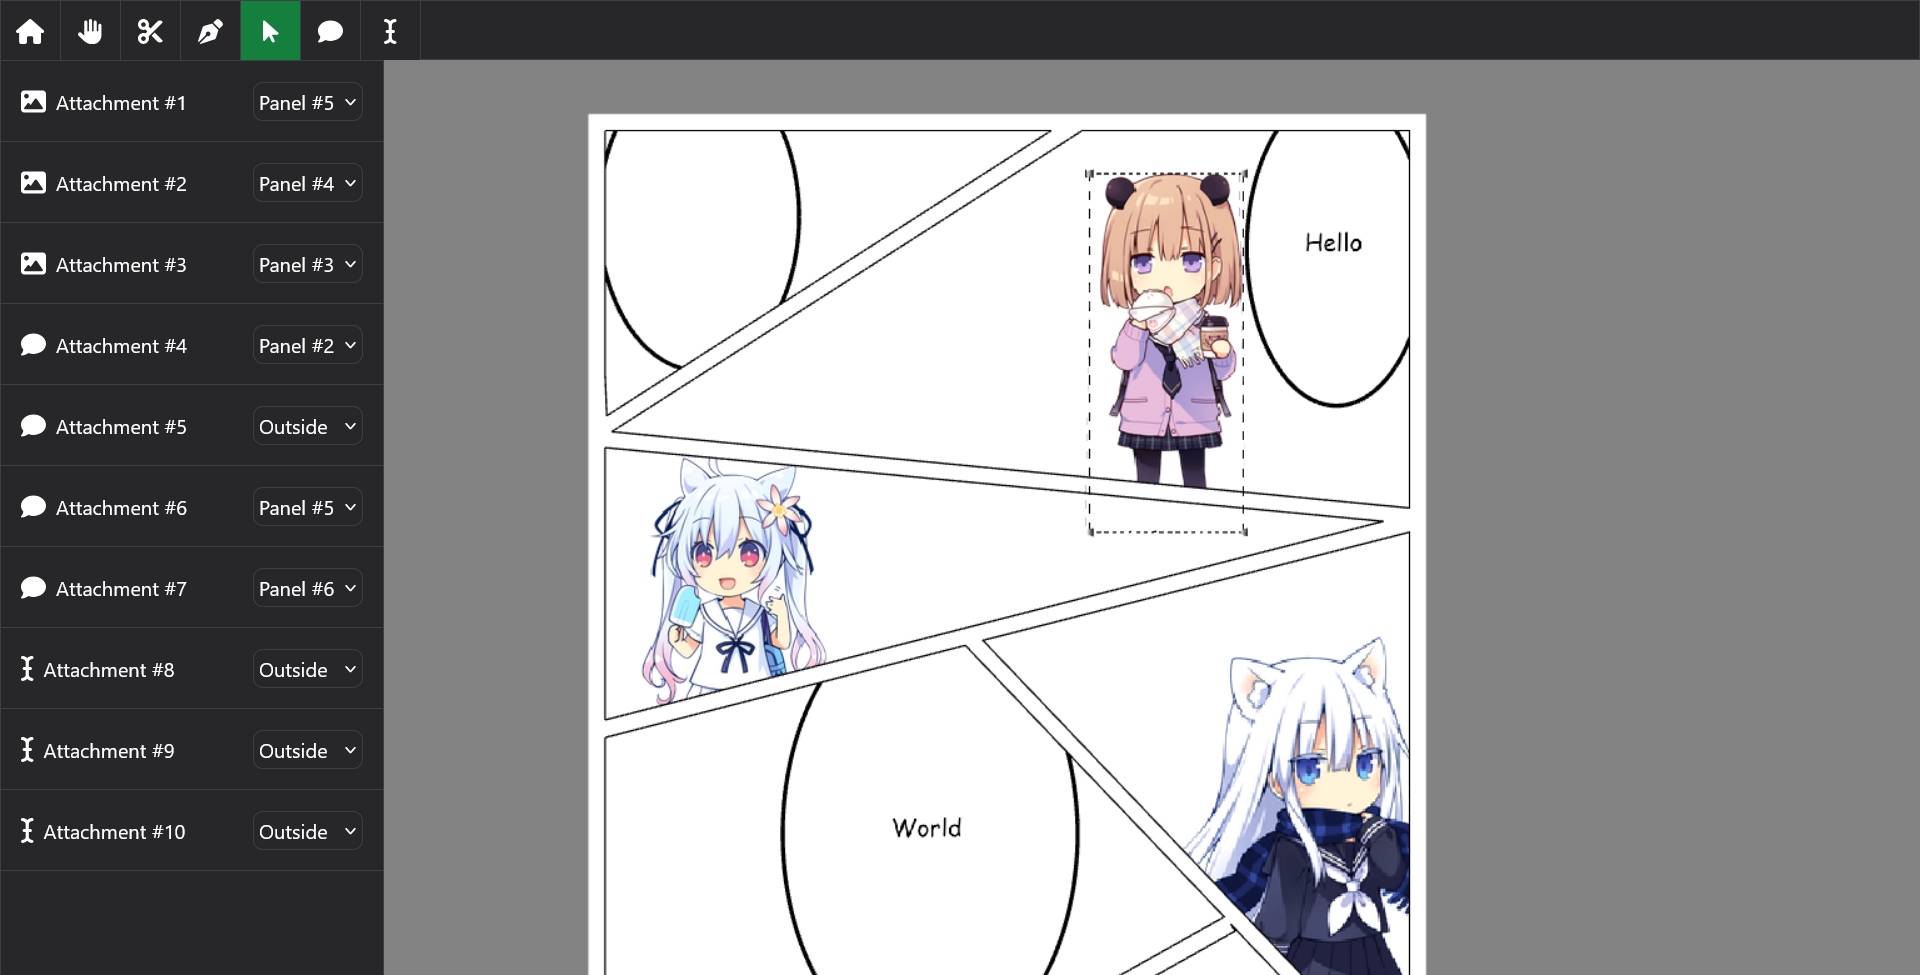 Attachment #1 Panel #5
Attachment #2 Panel #4
Attachment #3 Panel #3
Attachment #4 Panel #2
Attachment #5 Outside
Attachment #6 Panel #5
Attachment #7 Panel #6
Attachment #8 Outside
Attachment #9 Outside
Attachment #10 Outside
Hello
World